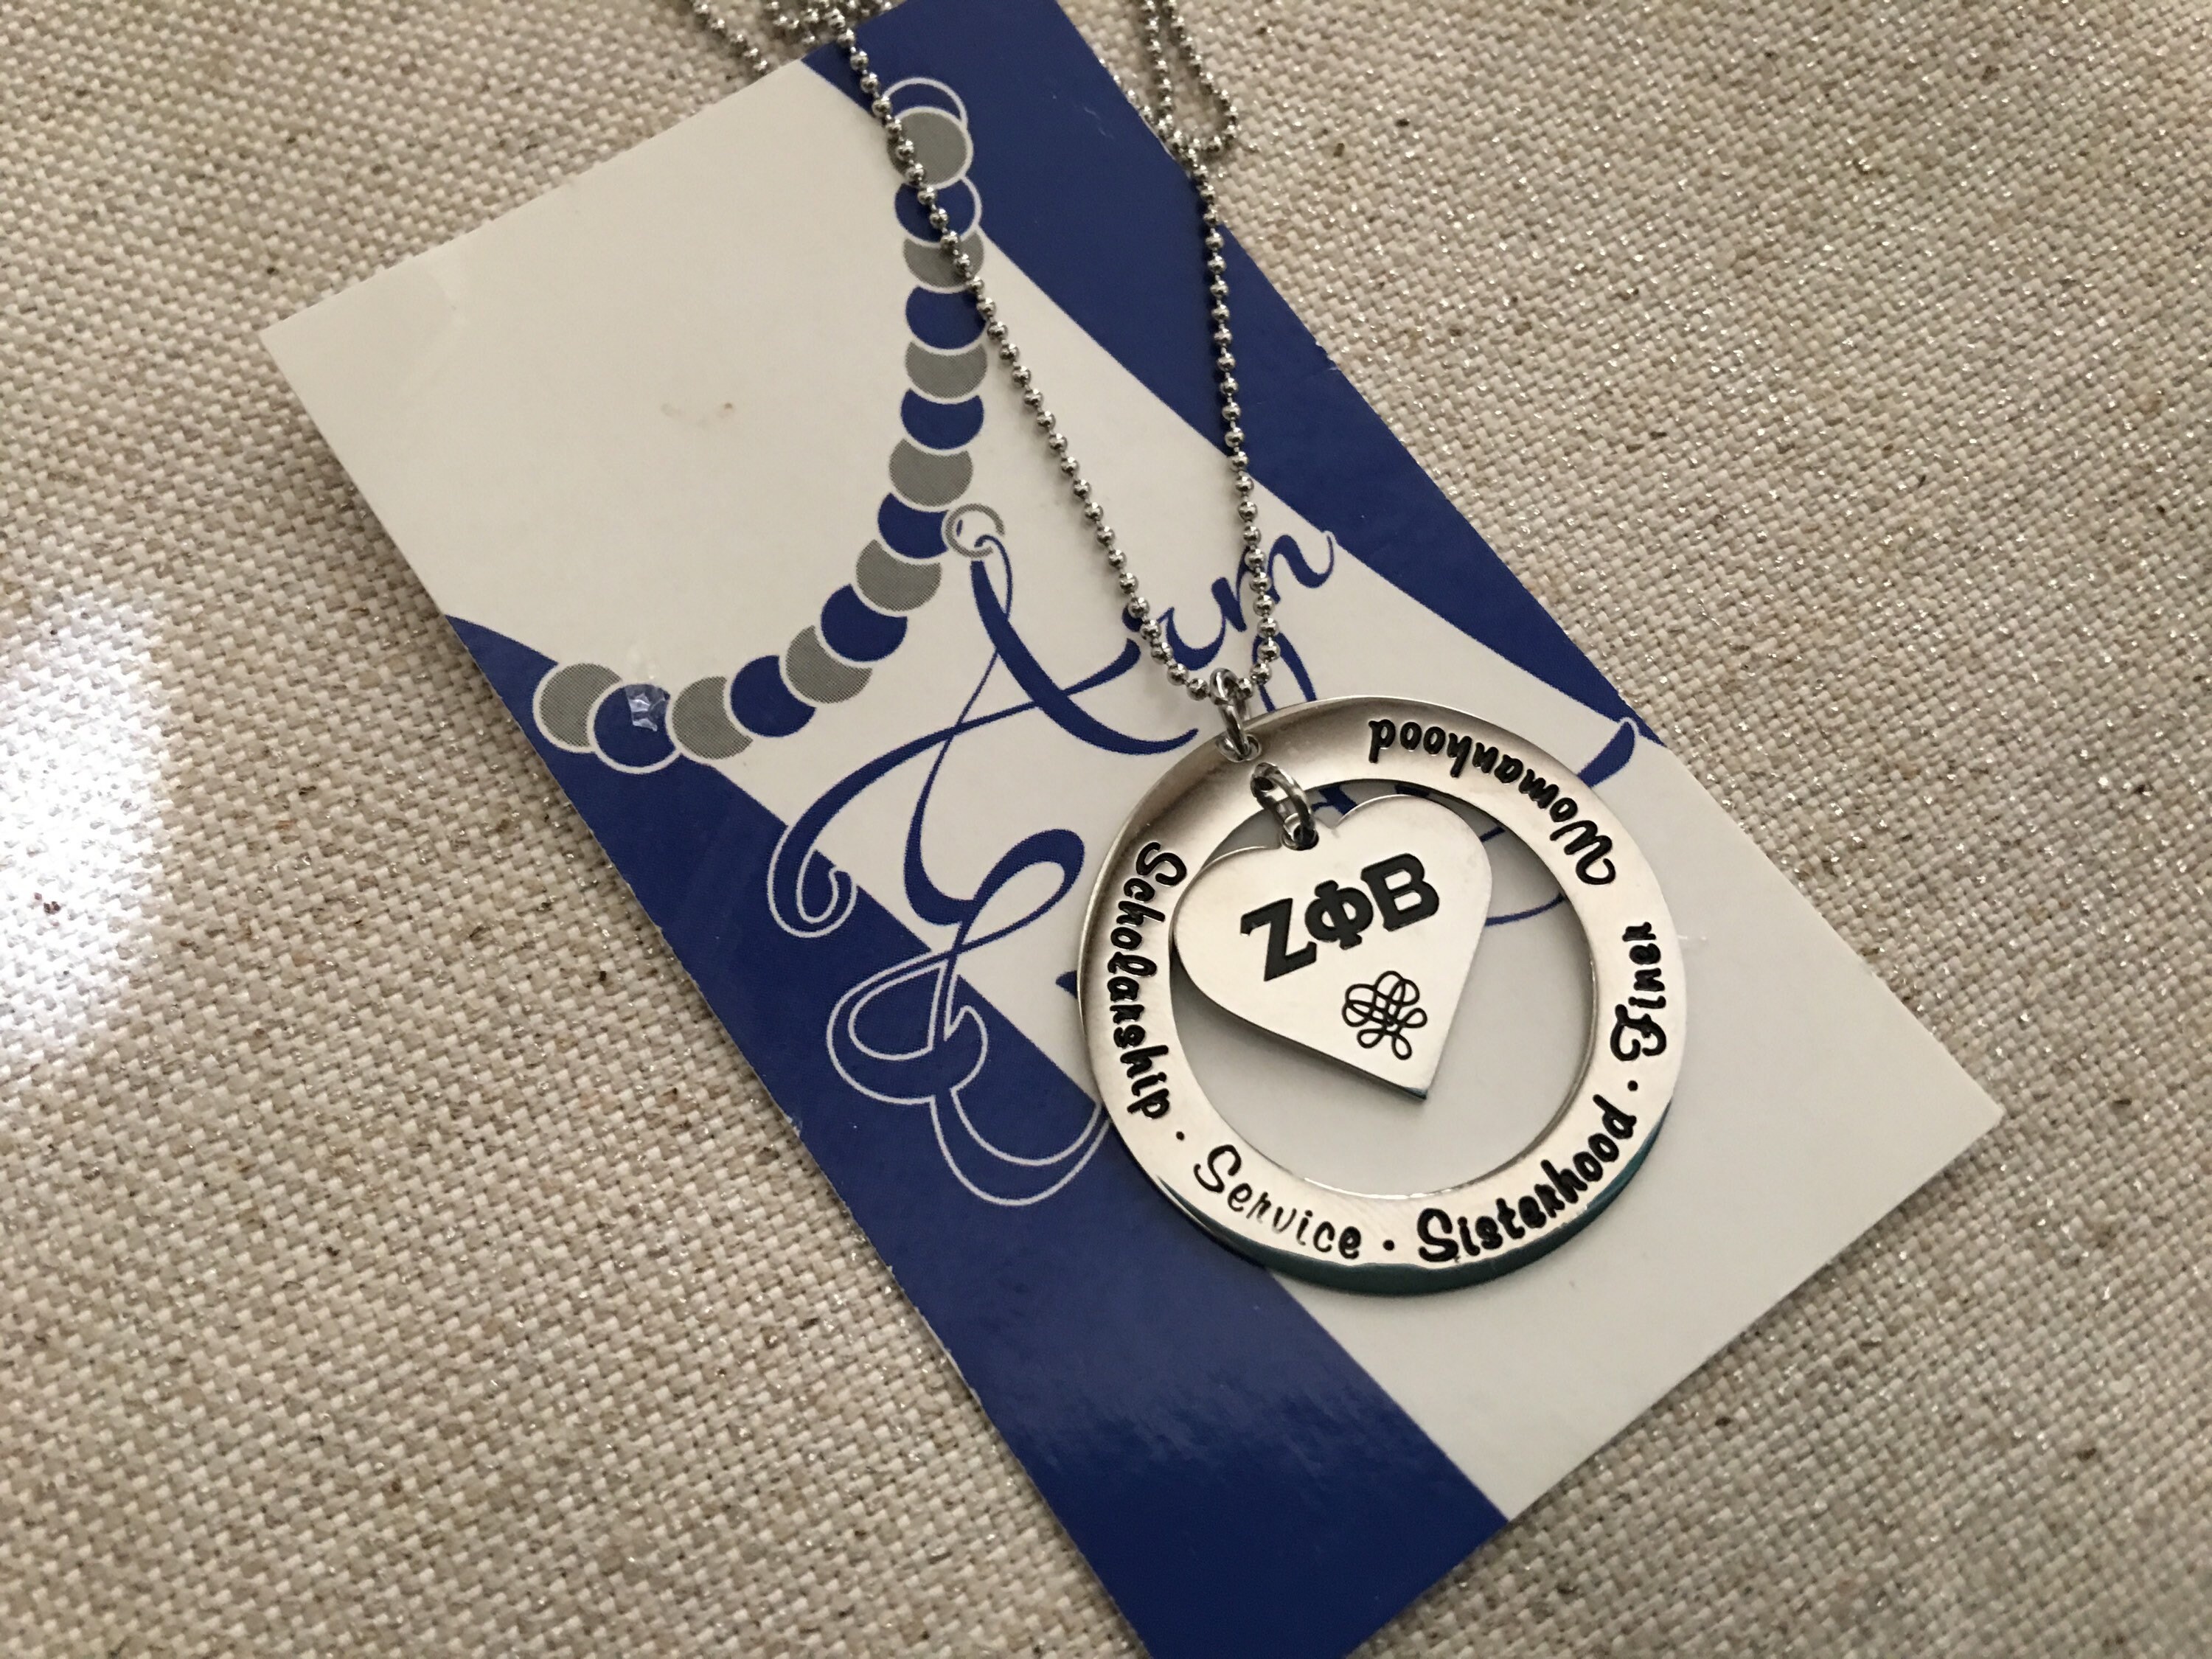 ΖΦΒ
Scholarship · Service · Sisterhood · Finer Womanhood